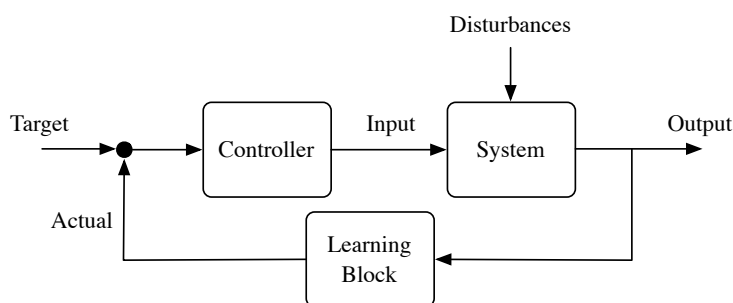 Disturbances
Target
Controller
Input
System
Output
Actual
Learning
Block